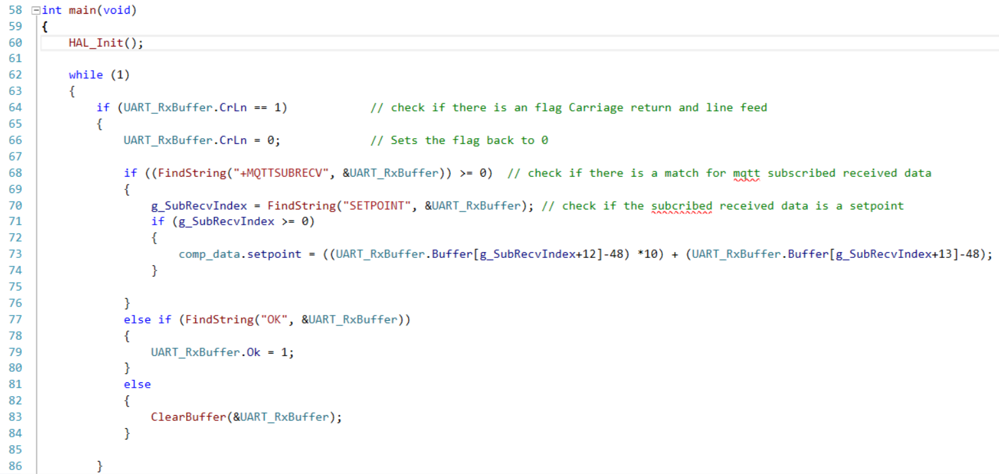 58 int main(void)
59 {
60     HAL_Init();
61
62     while (1)
63     {
64         if (UART_RxBuffer.CrLn == 1)            // check if there is an flag Carriage return and line feed
65         {
66             UART_RxBuffer.CrLn = 0;             // Sets the flag back to 0
67
68             if ((FindString("+MQTTSUBRECV", &UART_RxBuffer)) >= 0)  // check if there is a match for mqtt subscribed received data
69             {
70                 g_SubRecvIndex = FindString("SETPOINT", &UART_RxBuffer); // check if the subcribed received data is a setpoint
71                 if (g_SubRecvIndex >= 0)
72                 {
73                     comp_data.setpoint = ((UART_RxBuffer.Buffer[g_SubRecvIndex+12]-48) *10) + (UART_RxBuffer.Buffer[g_SubRecvIndex+13]-48);
74                 }
75
76             }
77             else if (FindString("OK", &UART_RxBuffer))
78             {
79                 UART_RxBuffer.Ok = 1;
80             }
81             else
82             {
83                 ClearBuffer(&UART_RxBuffer);
84             }
85
86         }